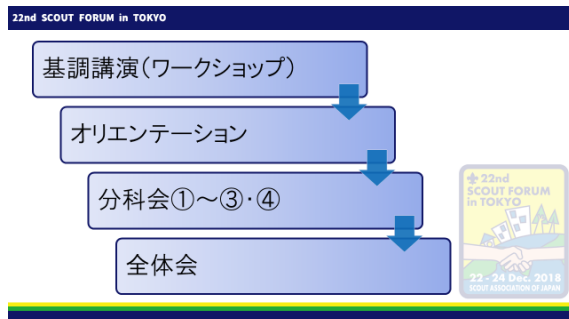 22nd SCOUT FORUM in TOKYO
基調講演(ワークショップ)
オリエンテーション
分科会①～③・④
全体会
22nd
SCOUT FORUM
in TOKYO
22 - 24 Dec. 2018
SCOUT ASSOCIATION OF JAPAN